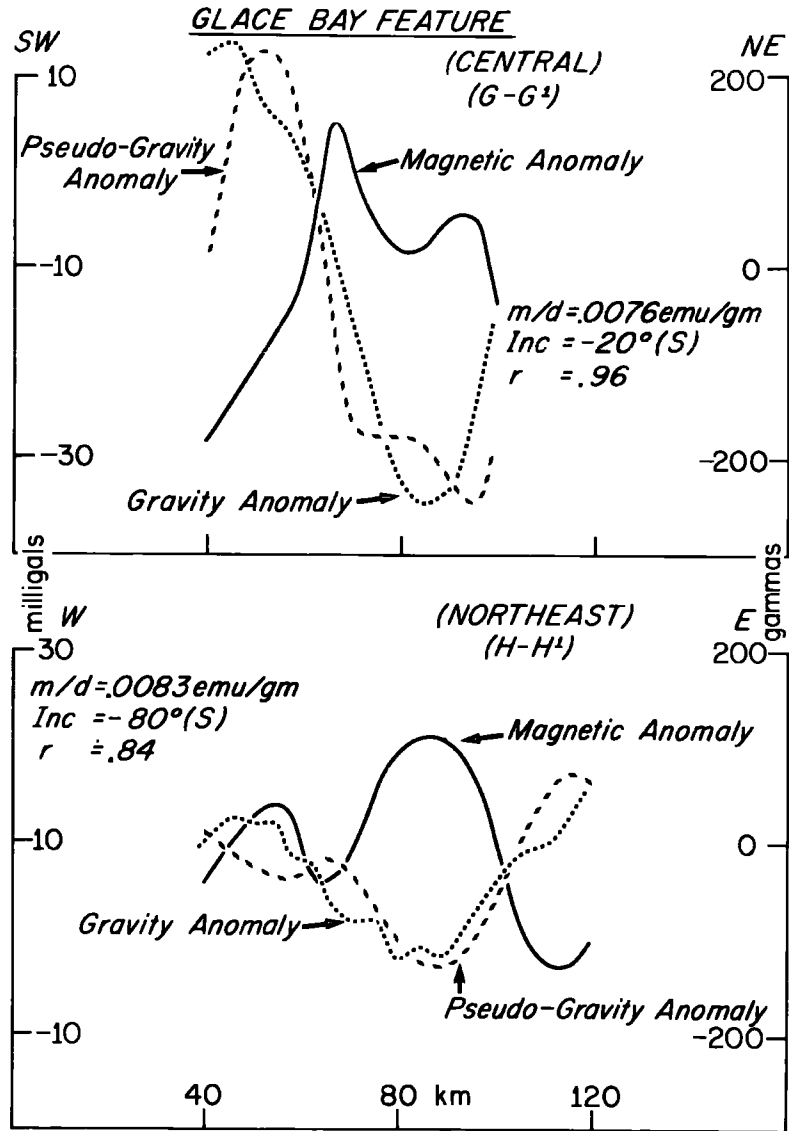 GLACE BAY FEATURE
SW
NE
(CENTRAL)
(G-G¹)
10
200
Pseudo-Gravity
Anomaly
Magnetic Anomaly
-10
0
m/d=.0076emu/gm
Inc =-20°(S)
r =.96
-30
-200
Gravity Anomaly
milligals
gammas
W
(NORTHEAST)
E
(H-H¹)
30
200
m/d=.0083emu/gm
Inc =-80°(S)
r =.84
Magnetic Anomaly
10
0
Gravity Anomaly
Pseudo-Gravity Anomaly
-10
-200
40
80 km
120